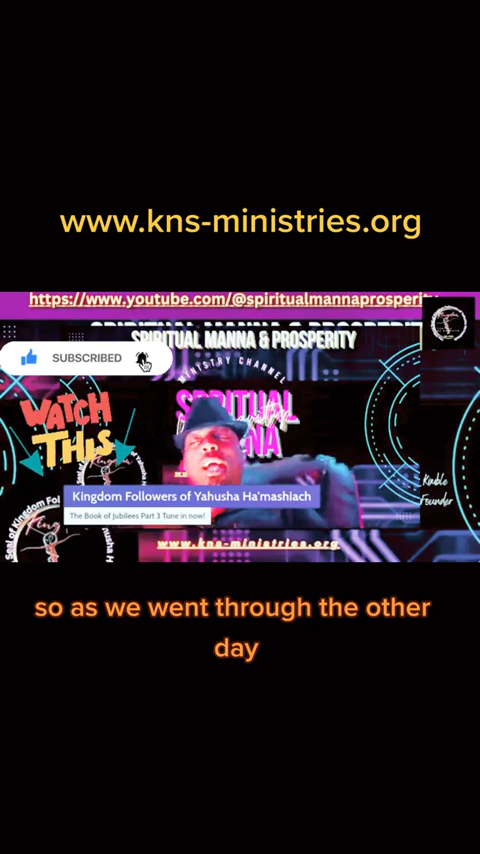 www.kns-ministries.org
https://www.youtube.com/@spiritualmannaprosperity
SPIRITUAL MANNA & PROSPERITY
SUBSCRIBED
MINISTRY CHANNEL
WATCH
THIS
SPIRITUAL
Kingdom Followers of Yahusha Ha'mashiach
The Book of Jubilees Part 3 Tune in now!
Founder
www.kns-ministries.org
so as we went through the other
day